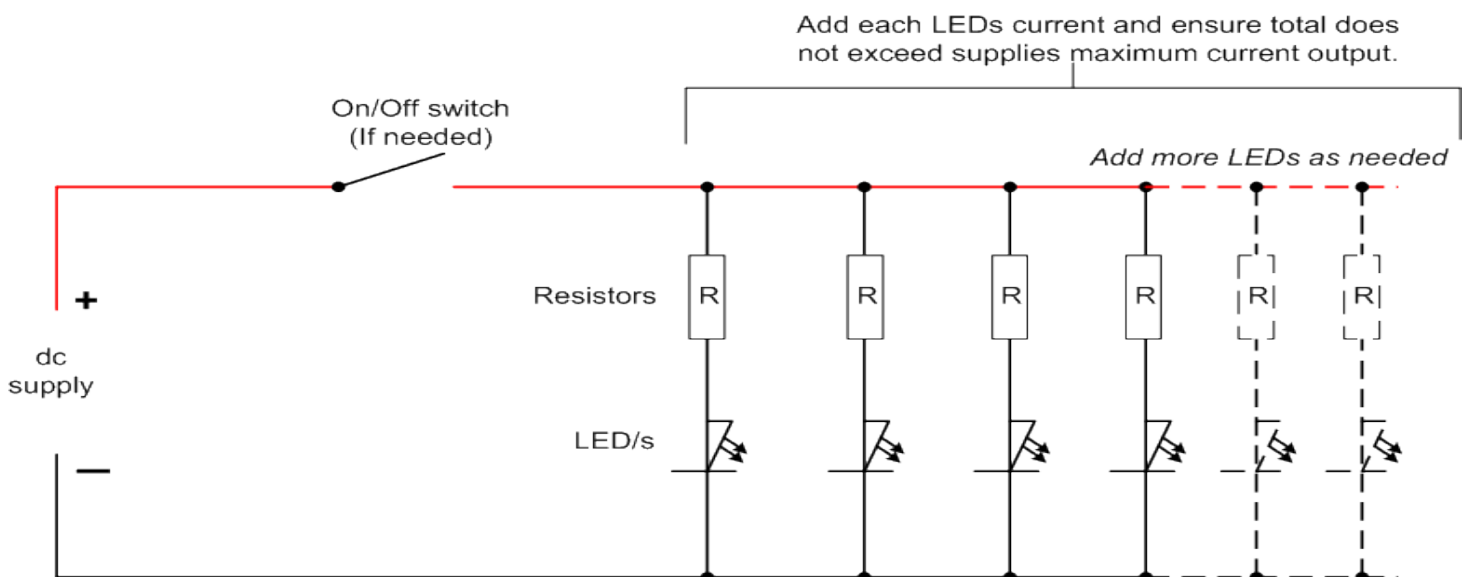 Add each LEDs current and ensure total does
not exceed supplies maximum current output.
On/Off switch
(If needed)
Add more LEDs as needed
+
Resistors
R
R
R
R
R
R
dc
supply
LED/s
—